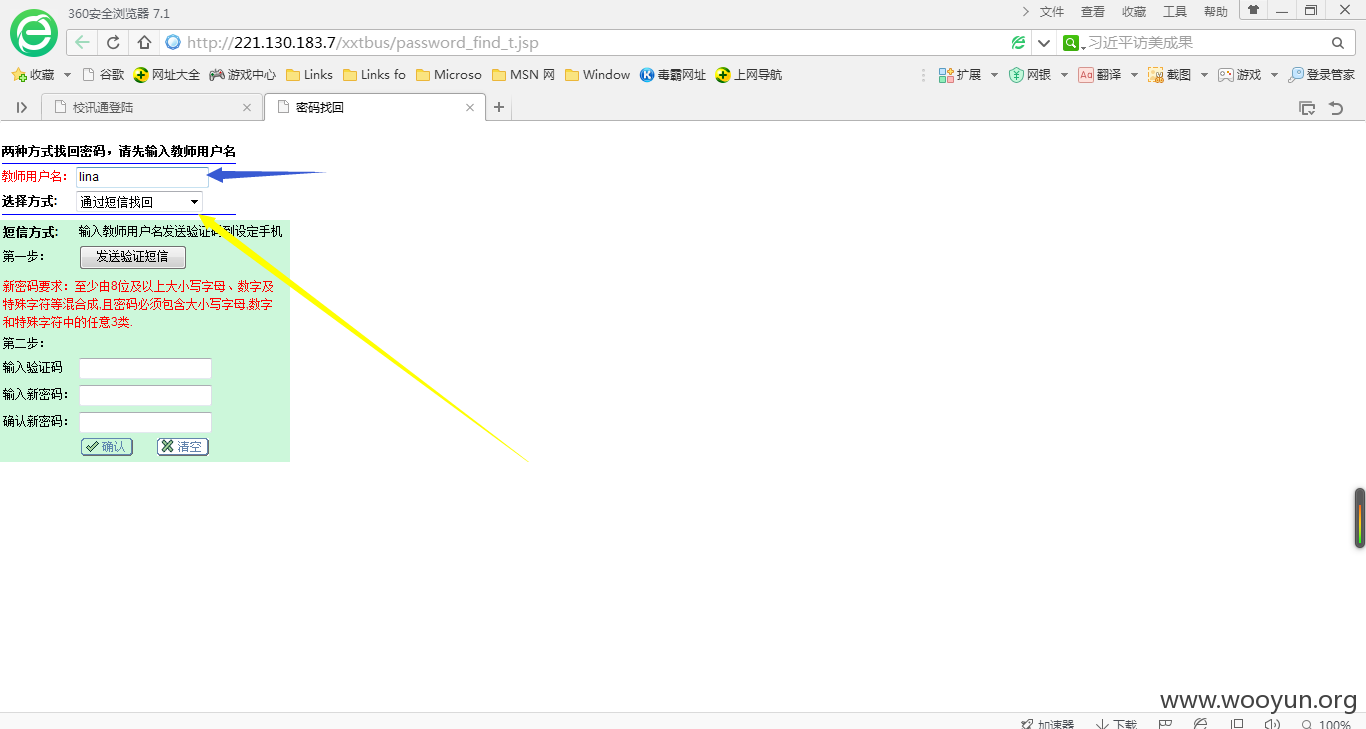 360安全浏览器 7.1
文件 查看 收藏 工具 帮助
http://221.130.183.7/xxtbus/password_find_t.jsp
习近平访美成果
收藏 谷歌 网址大全 游戏中心 Links Links fo Microso MSN 网 Window 毒霸网址 上网导航 扩展 网银 Aa 翻译 截图 游戏 登录管家
校讯通登陆 密码找回
两种方式找回密码，请先输入教师用户名
教师用户名: lina
选择方式: 通过短信找回
短信方式: 输入教师用户名发送验证码到设定手机
第一步: 发送验证短信
新密码要求：至少由8位及以上大小写字母、数字及
特殊字符等混合成,且密码必须包含大小写字母,数字
和特殊字符中的任意3类.
第二步:
输入验证码
输入新密码:
确认新密码:
确认 清空
www.wooyun.org
加速器 下载 100%